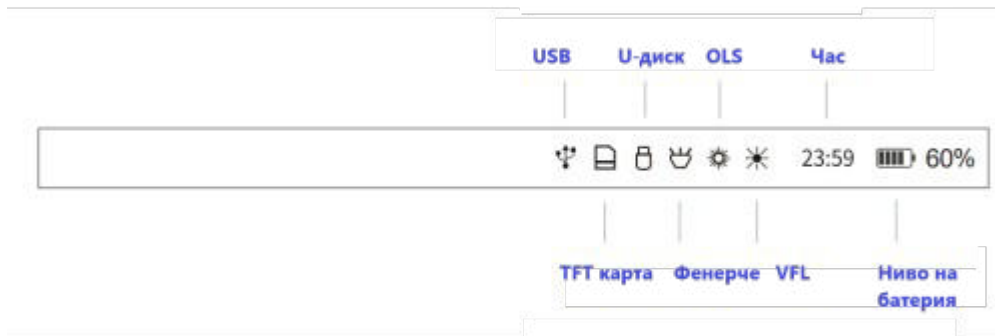 USB U-диск OLS Час
23:59 60%
TFT карта Фенерче VFL Ниво на
батерия